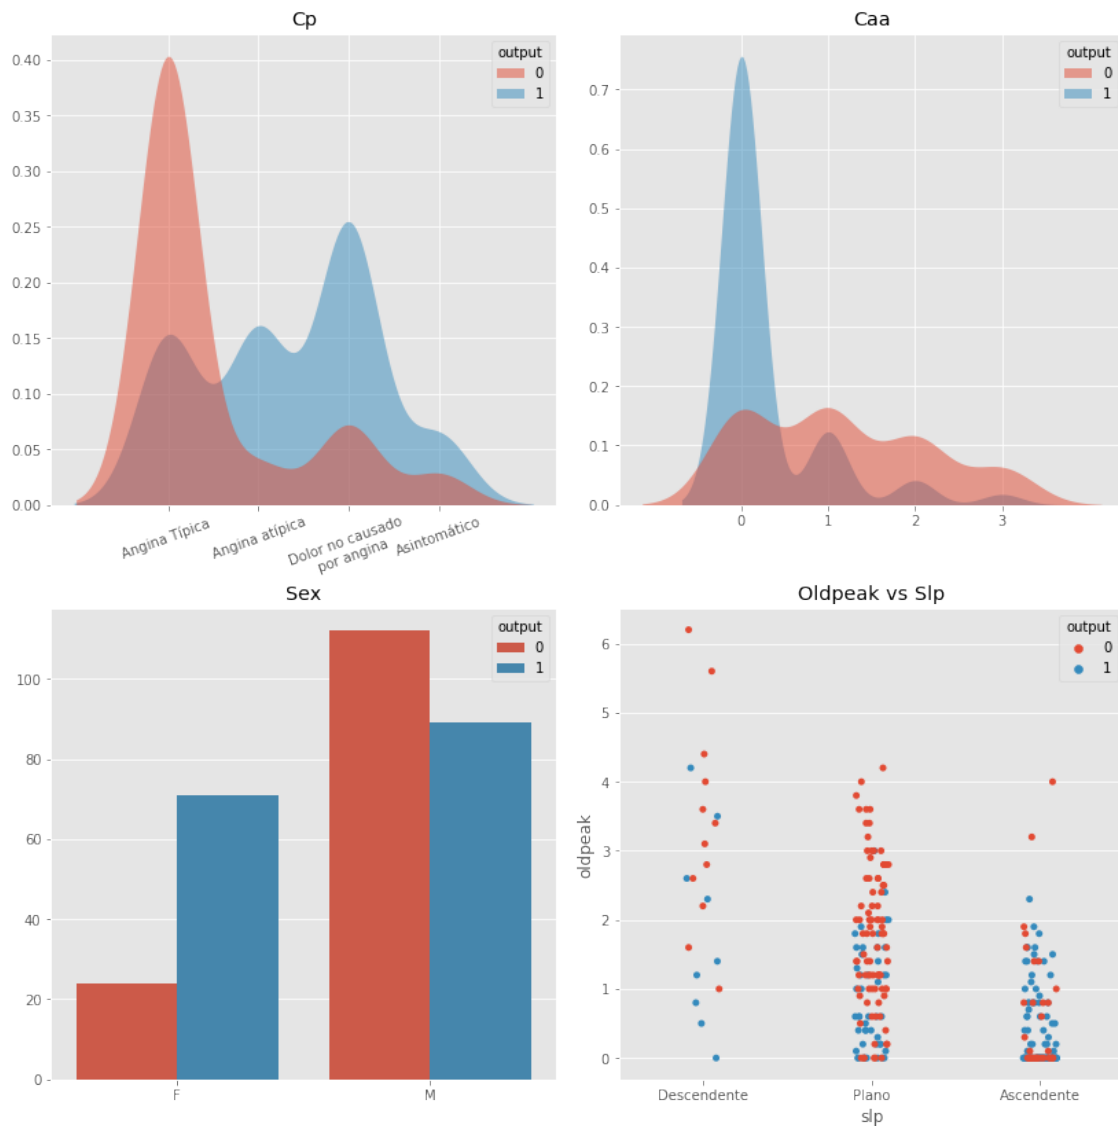 Cp
output
0
1
0.40
0.35
0.30
0.25
0.20
0.15
0.10
0.05
0.00
Angina Típica
Angina atípica
Dolor no causado
por angina
Asintomático
Caa
output
0
1
0.7
0.6
0.5
0.4
0.3
0.2
0.1
0.0
0
1
2
3
Sex
output
0
1
100
80
60
40
20
0
F
M
Oldpeak vs Slp
output
0
1
6
5
4
3
2
1
0
oldpeak
Descendente
Plano
Ascendente
slp